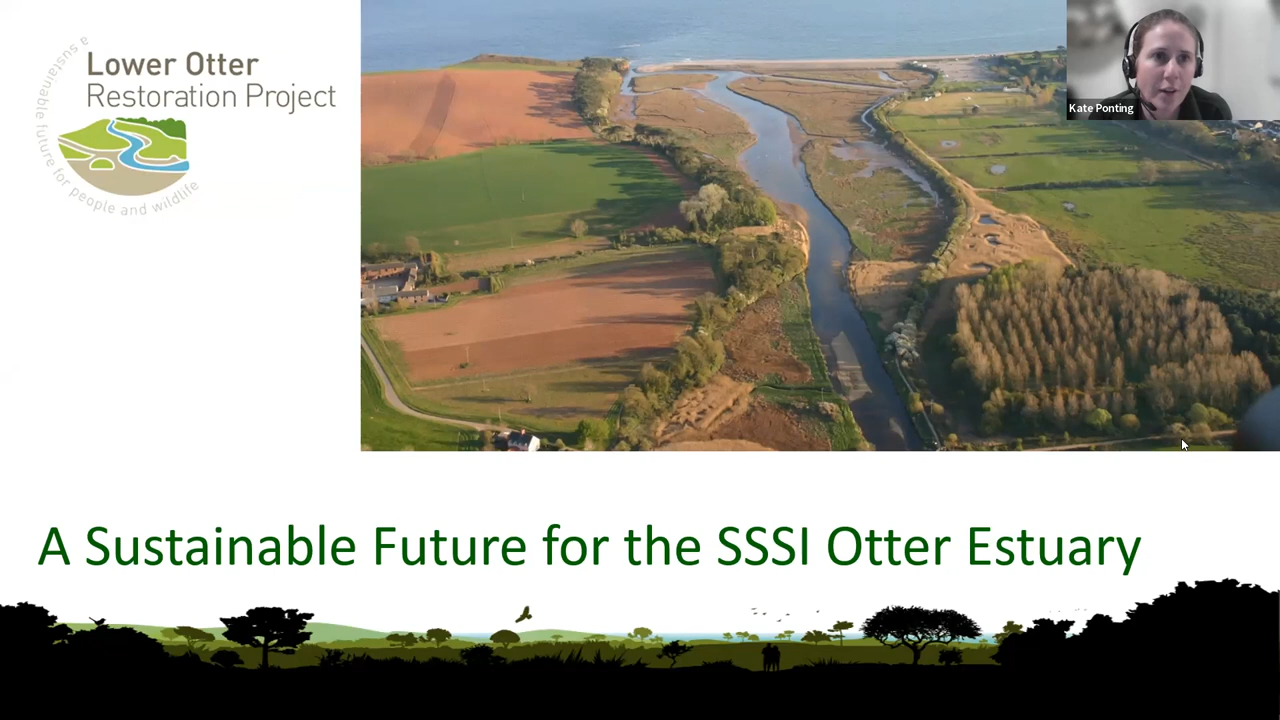 Lower Otter
Restoration Project
a sustainable future for people and wildlife
Kate Ponting
A Sustainable Future for the SSSI Otter Estuary